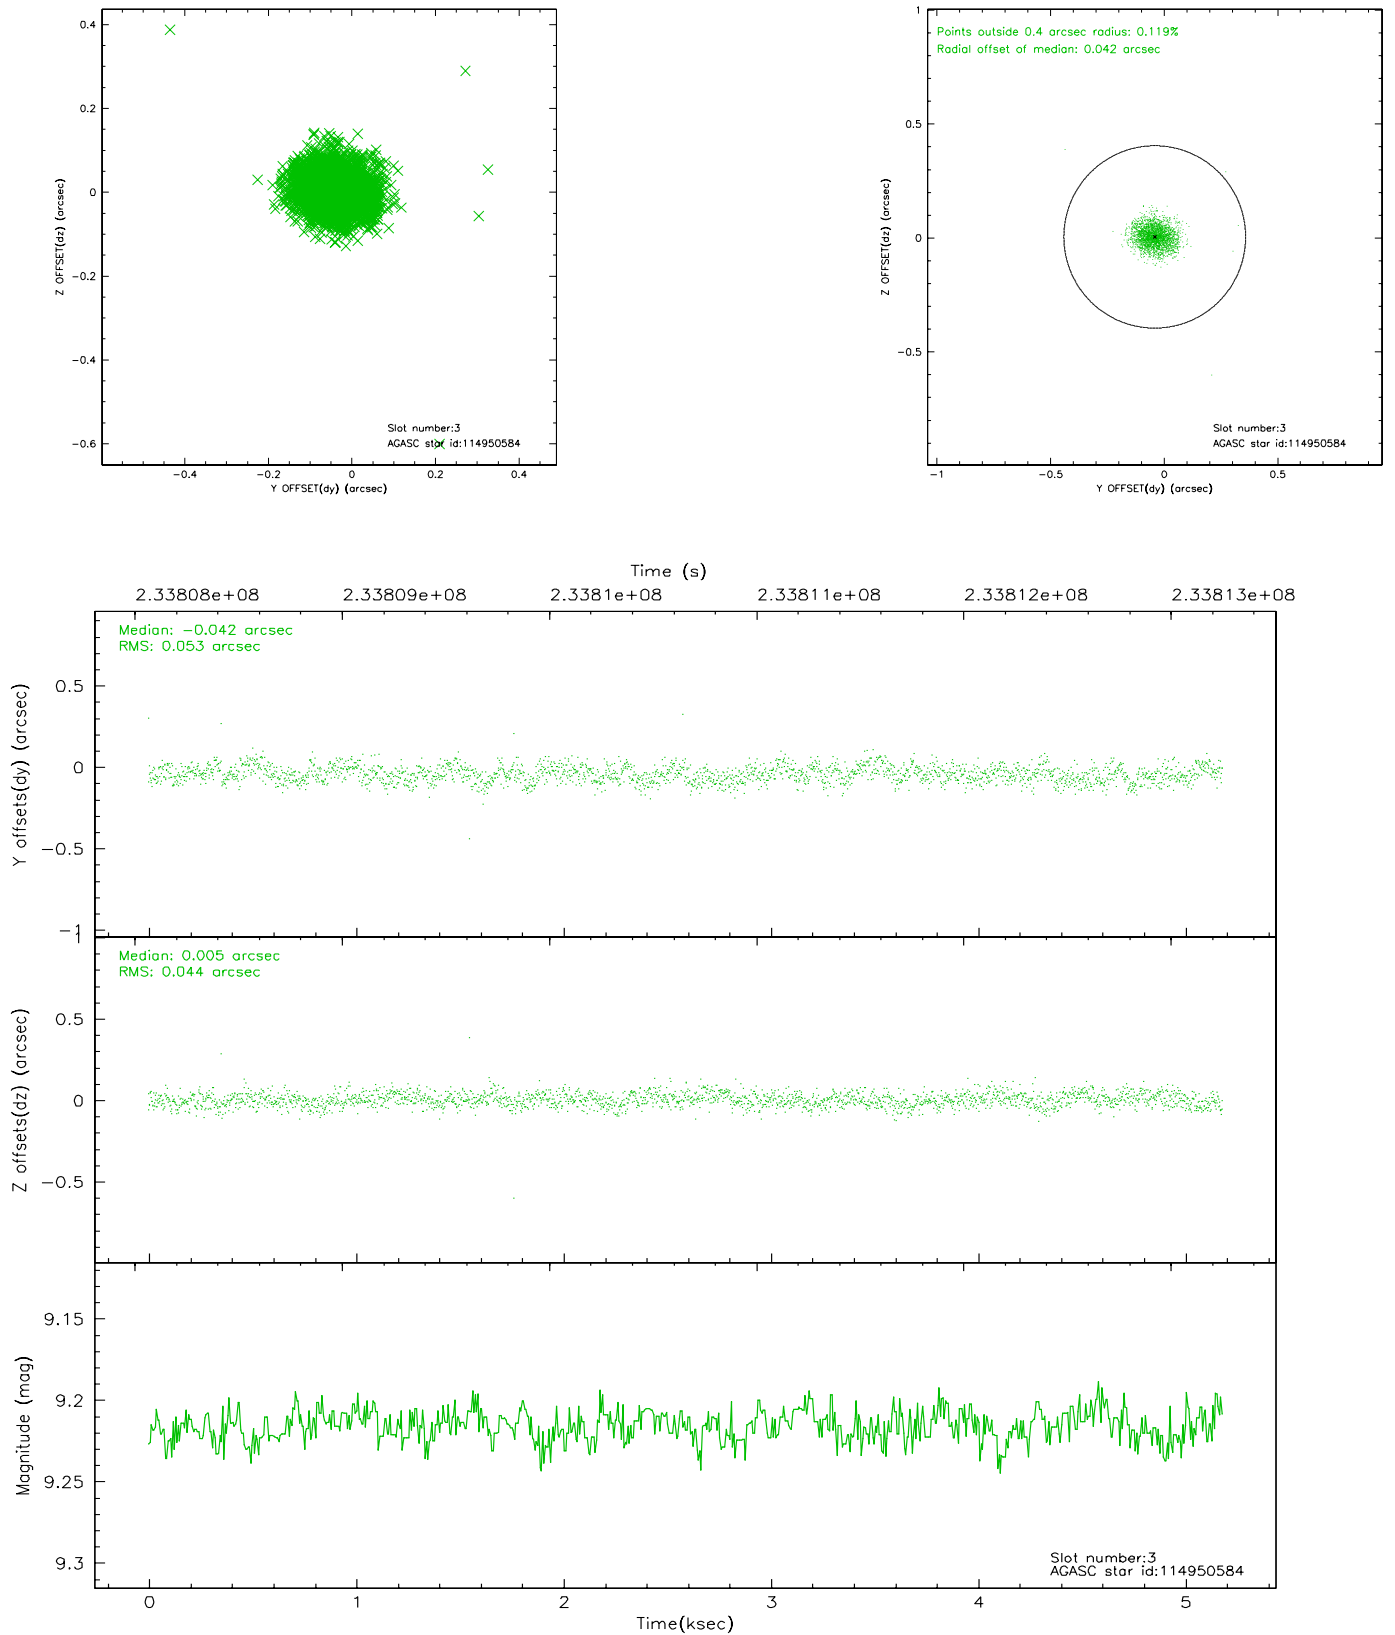 0.4
0.2
0
−0.2
−0.4
−0.6
Z OFFSET(dz) (arcsec)
Slot number:3
AGASC star id:114950584
−0.4 −0.2 0 0.2 0.4
Y OFFSET(dy) (arcsec)
Points outside 0.4 arcsec radius: 0.119%
Radial offset of median: 0.042 arcsec
1
0.5
0
−0.5
Z OFFSET(dz) (arcsec)
Slot number:3
AGASC star id:114950584
−1 −0.5 0 0.5
Y OFFSET(dy) (arcsec)
Time (s)
2.33808e+08 2.33809e+08 2.3381e+08 2.33811e+08 2.33812e+08 2.33813e+08
Median: −0.042 arcsec
RMS: 0.053 arcsec
0.5
0
−0.5
−1
Y offsets(dy) (arcsec)
Median: 0.005 arcsec
RMS: 0.044 arcsec
1
0.5
0
−0.5
Z offsets(dz) (arcsec)
9.15
9.2
9.25
9.3
Magnitude (mag)
Slot number:3
AGASC star id:114950584
0 1 2 3 4 5
Time(ksec)